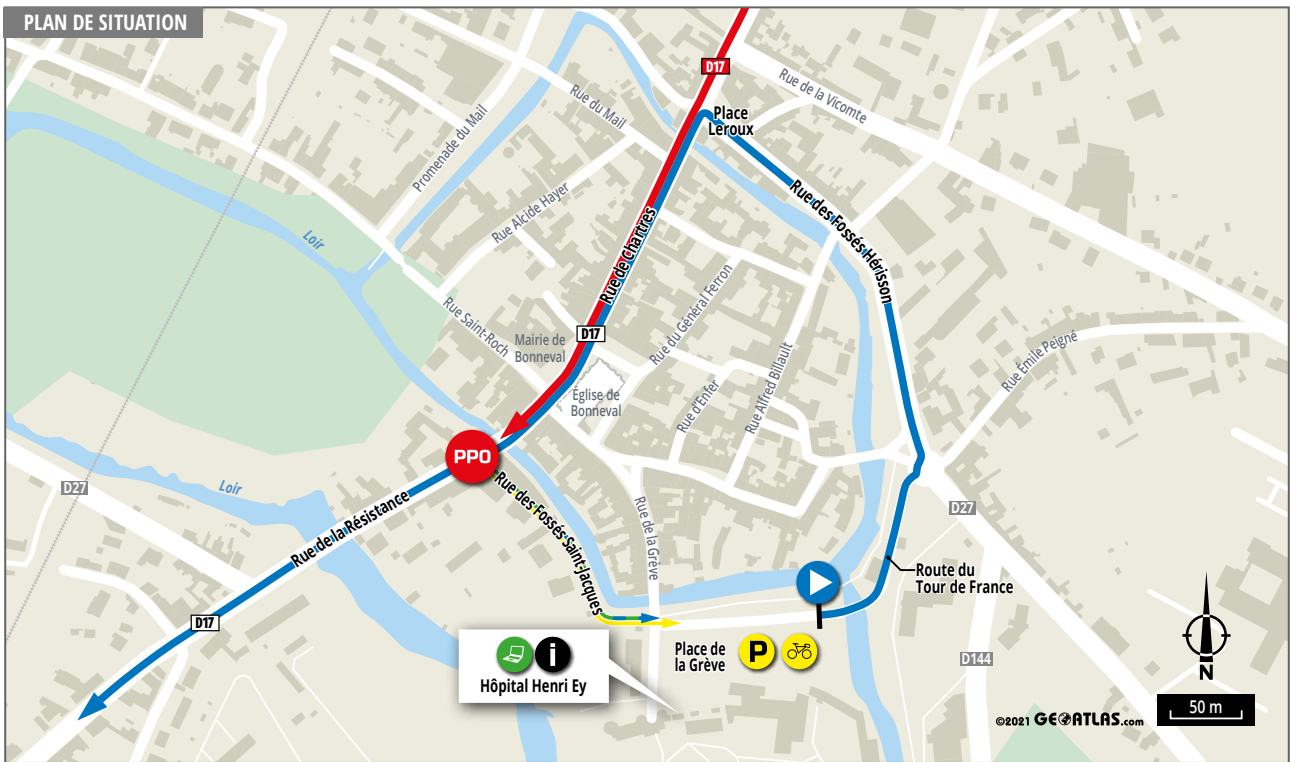 PLAN DE SITUATION
D17
Place
Leroux
Rue de la Vicomte
Rue du Mail
Promenade du Mail
Rue Alcide Hayer
Rue des Fossés Hérisson
Loir
Rue de Chartres
Rue du Général Ferron
Rue Saint-Roch
D17
Mairie de
Bonneval
Rue Émile Peigné
Rue d'Enfer
Rue Alfred Billault
Église de
Bonneval
PPO
D27
Loir
Rue de la Résistance
Rue des Fossés Saint-Jacques
Rue de la Grève
D27
Route du
Tour de France
D17
Place de
la Grève
P
i
Hôpital Henri Ey
D144
N
50 m
©2021 GEOATLAS.com